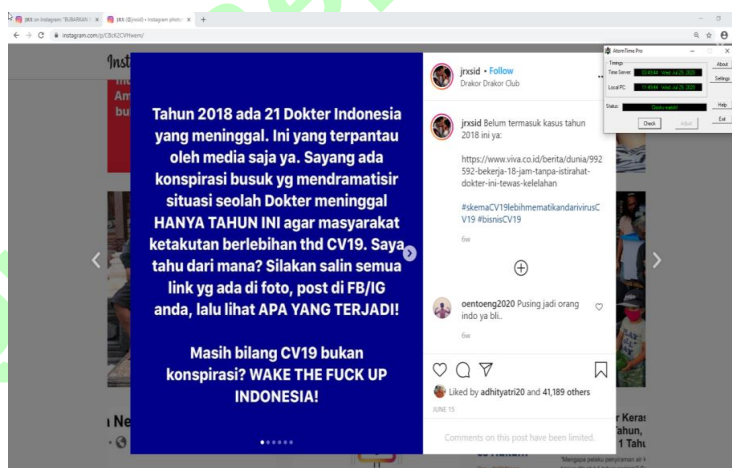 jrxsid • Follow
Drakor Drakor Club
Tahun 2018 ada 21 Dokter Indonesia
yang meninggal. Ini yang terpantau
oleh media saja ya. Sayang ada
konspirasi busuk yg mendramatisir
situasi seolah Dokter meninggal
HANYA TAHUN INI agar masyarakat
ketakutan berlebihan thd CV19. Saya
tahu dari mana? Silakan salin semua
link yg ada di foto, post di FB/IG
anda, lalu lihat APA YANG TERJADI!
Masih bilang CV19 bukan
konspirasi? WAKE THE FUCK UP
INDONESIA!
jrxsid Belum termasuk kasus tahun
2018 ini ya:
https://www.viva.co.id/berita/dunia/992
592-bekerja-18-jam-tanpa-istirahat-
dokter-ini-tewas-kelelahan
#skemaCV19lebihmematikandarivirusC
V19 #bisnisCV19
6w
oentoeng2020 Pusing jadi orang
indo ya bli..
6w
Liked by adhityatri20 and 41,189 others
JUNE 15
Comments on this post have been limited.
AtomTime Pro
Timings
Time Server
Local PC
Status
About
Settings
Help
Exit
Check
Adjust